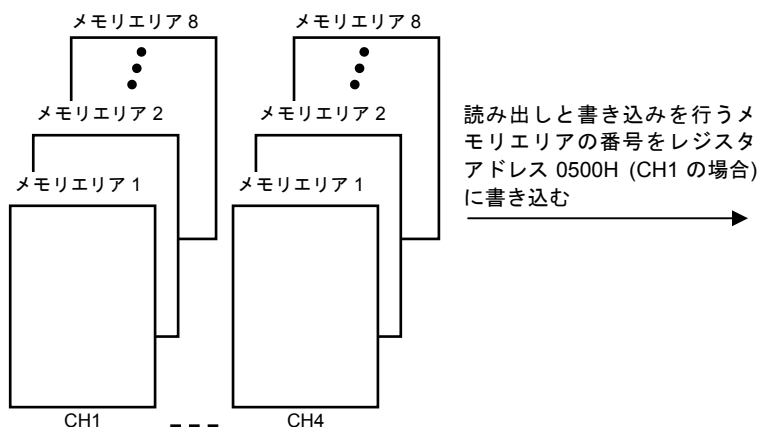 メモリエリア 8
メモリエリア 8
メモリエリア 2
メモリエリア 2
メモリエリア 1
メモリエリア 1
CH1
CH4
読み出しと書き込みを行うメ
モリエリアの番号をレジスタ
アドレス 0500H (CH1 の場合)
に書き込む